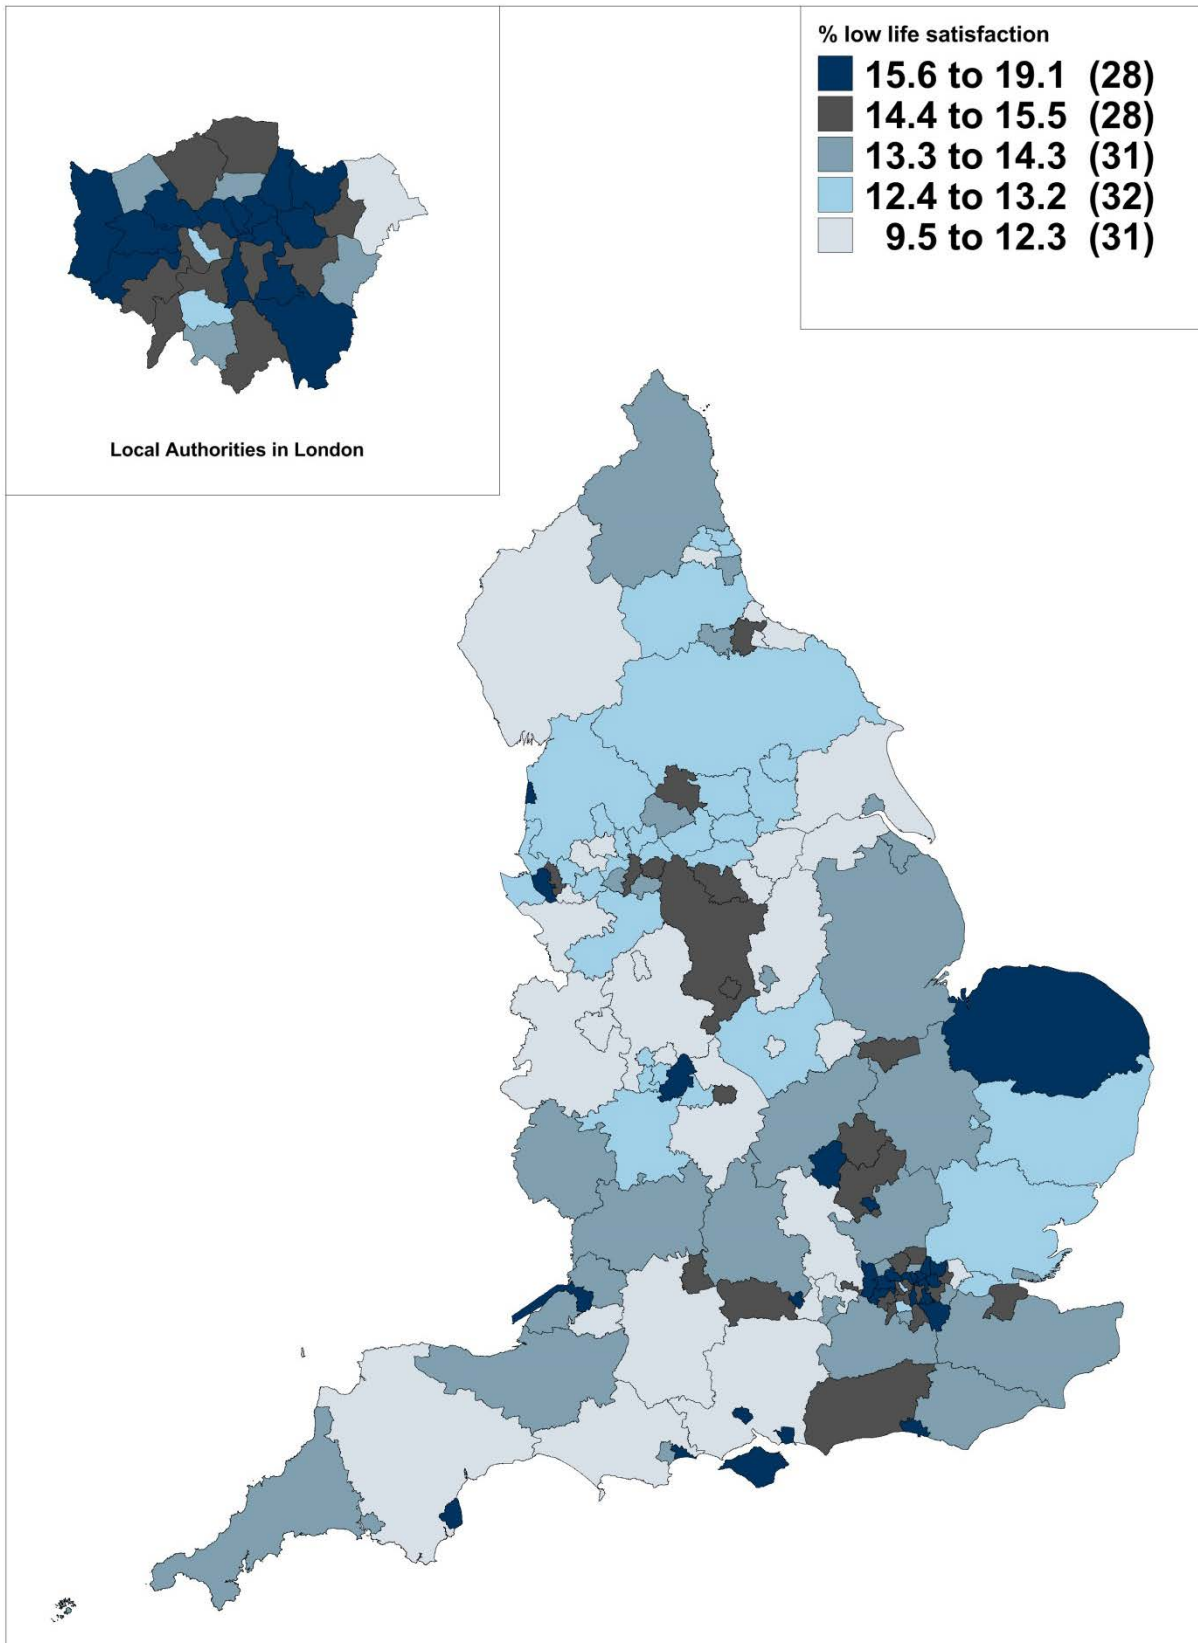 % low life satisfaction
15.6 to 19.1 (28)
14.4 to 15.5 (28)
13.3 to 14.3 (31)
12.4 to 13.2 (32)
9.5 to 12.3 (31)
Local Authorities in London